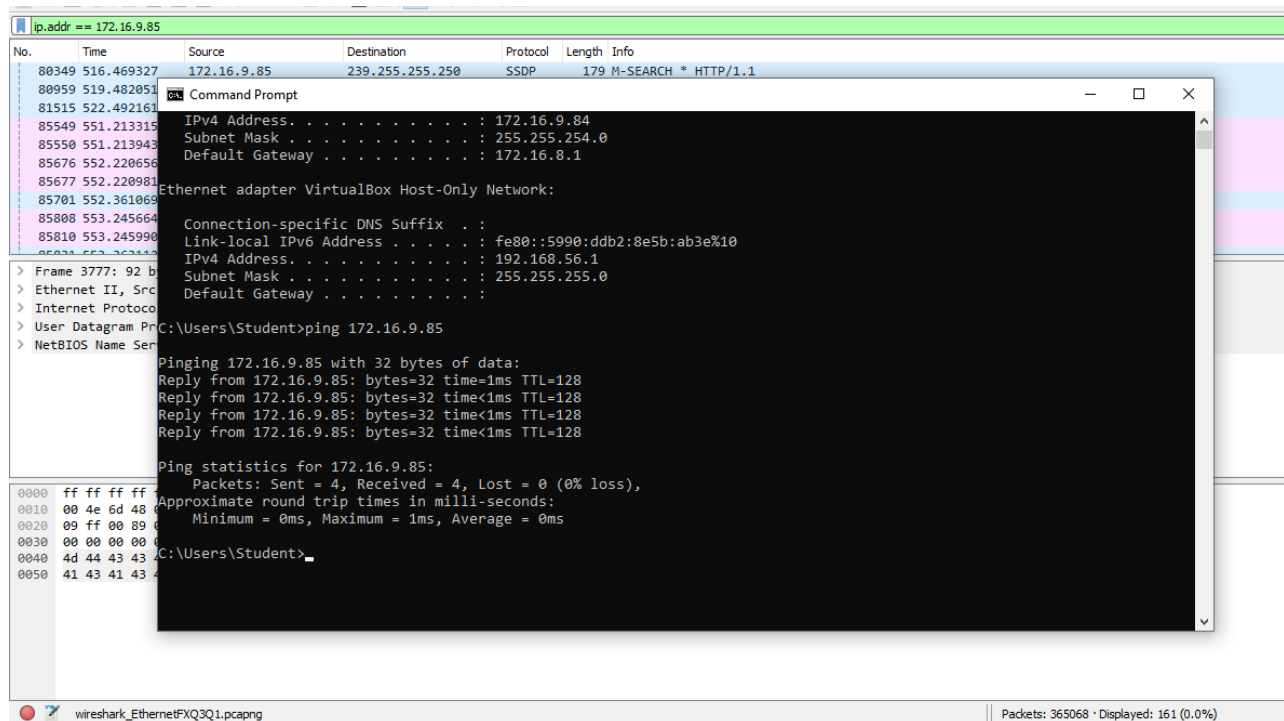 ip.addr == 172.16.9.85
No. Time Source Destination Protocol Length Info
80349 516.469327 172.16.9.85 239.255.255.250 SSDP 179 M-SEARCH * HTTP/1.1
80959 519.482051
81515 522.492161
85549 551.213315
85550 551.213943
85676 552.220656
85677 552.220981
85701 552.361069
85808 553.245664
85810 553.245990
> Frame 3777: 92 b
> Ethernet II, Src
> Internet Protoco
> User Datagram Pr
> NetBIOS Name Ser
0000 ff ff ff ff
0010 00 4e 6d 48
0020 09 ff 00 89
0030 00 00 00 00
0040 4d 44 43 43
0050 41 43 41 43
Command Prompt
IPv4 Address. . . . . . . . . . . : 172.16.9.84
Subnet Mask . . . . . . . . . . . : 255.255.254.0
Default Gateway . . . . . . . . . : 172.16.8.1
Ethernet adapter VirtualBox Host-Only Network:
Connection-specific DNS Suffix . :
Link-local IPv6 Address . . . . . : fe80::5990:ddb2:8e5b:ab3e%10
IPv4 Address. . . . . . . . . . . : 192.168.56.1
Subnet Mask . . . . . . . . . . . : 255.255.255.0
Default Gateway . . . . . . . . . :
C:\Users\Student>ping 172.16.9.85
Pinging 172.16.9.85 with 32 bytes of data:
Reply from 172.16.9.85: bytes=32 time=1ms TTL=128
Reply from 172.16.9.85: bytes=32 time<1ms TTL=128
Reply from 172.16.9.85: bytes=32 time<1ms TTL=128
Reply from 172.16.9.85: bytes=32 time<1ms TTL=128
Ping statistics for 172.16.9.85:
Packets: Sent = 4, Received = 4, Lost = 0 (0% loss),
Approximate round trip times in milli-seconds:
Minimum = 0ms, Maximum = 1ms, Average = 0ms
C:\Users\Student>
wireshark_EthernetFXQ3Q1.pcapng
Packets: 365068 · Displayed: 161 (0.0%)